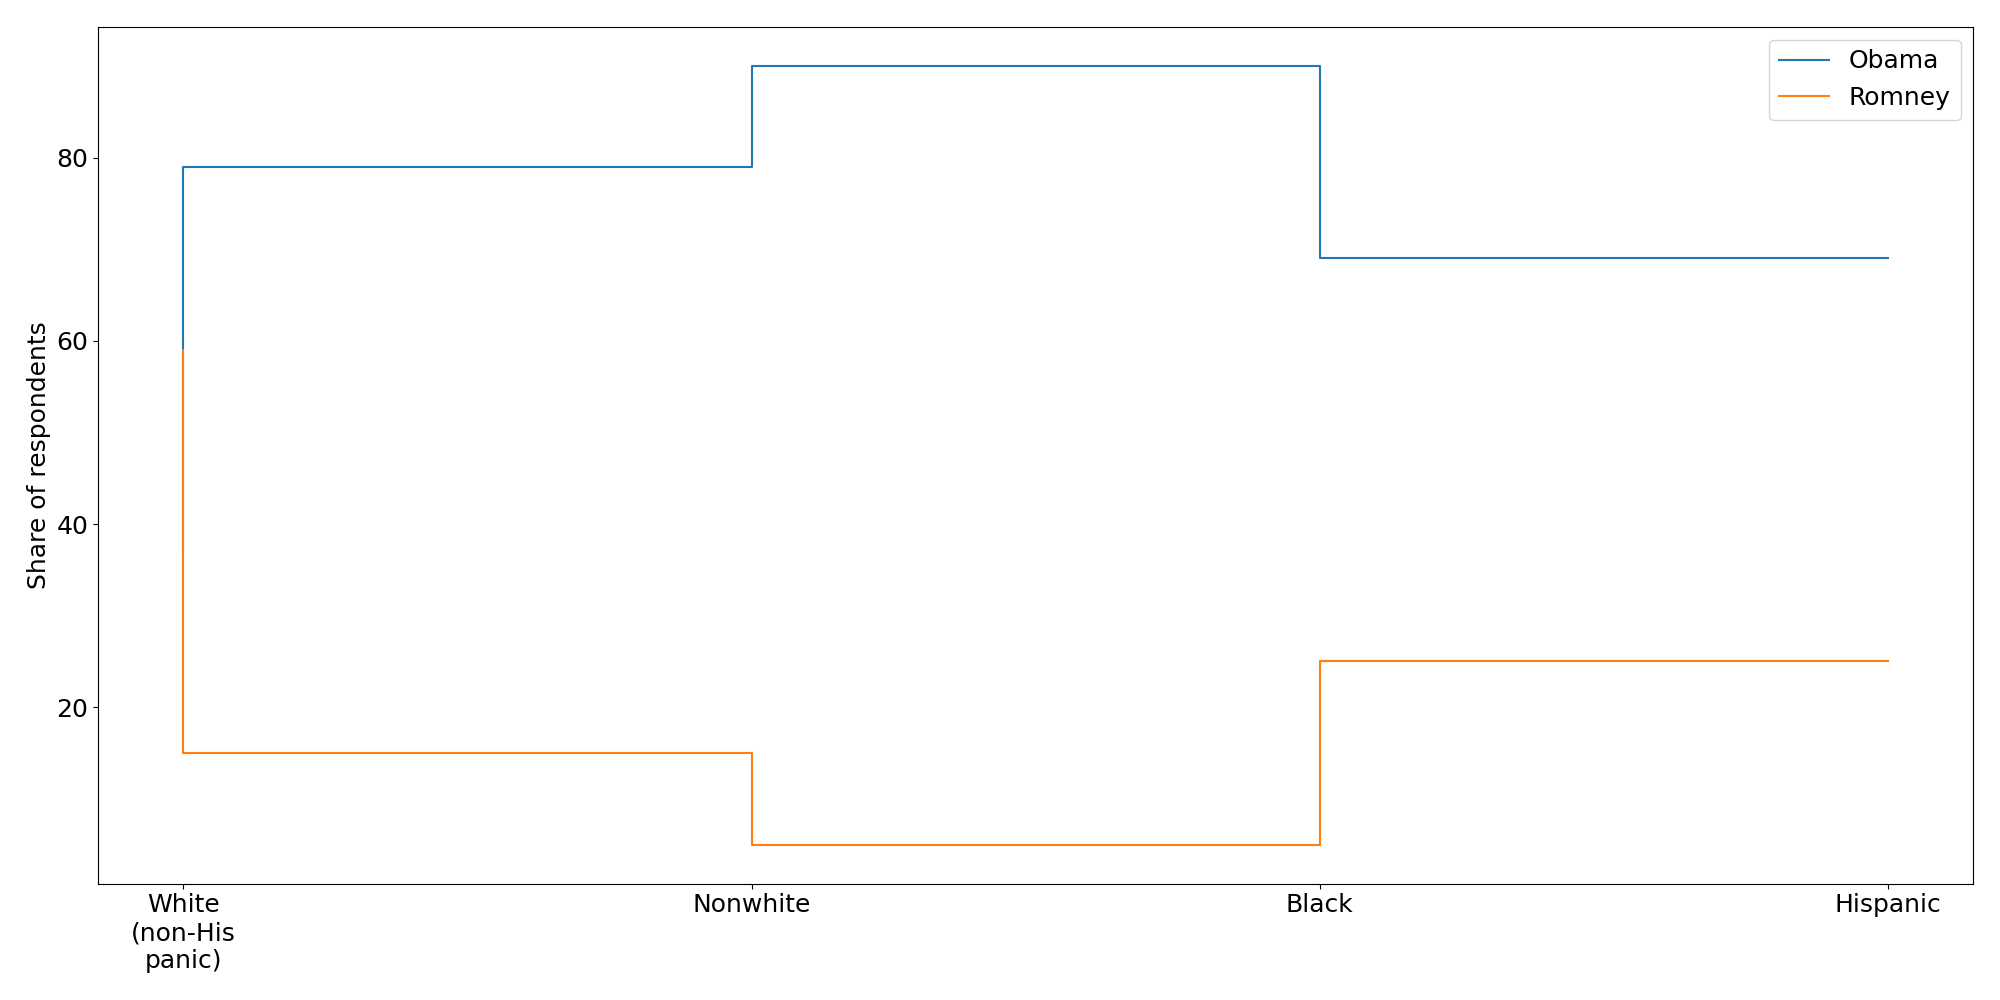 Obama
Romney
80
60
40
20
Share of respondents
White
(non-His
panic)
Nonwhite
Black
Hispanic